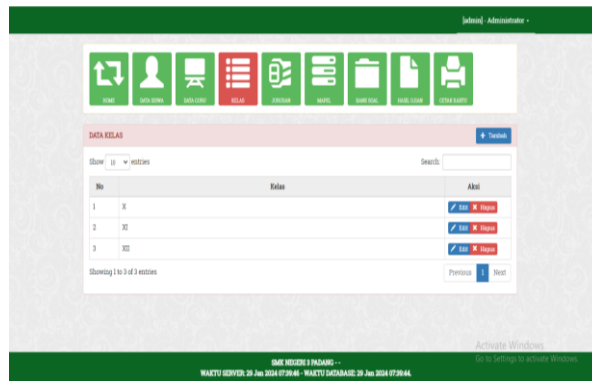 [admin] - Administrator
HOME DATA SISWA DATA GURU KELAS JURUSAN MAPEL BANK SOAL HASIL UJIAN CETAK KARTU
DATA KELAS + Tambah
Show 10 entries Search:
No Kelas Aksi
1 X Edit Hapus
2 XI Edit Hapus
3 XII Edit Hapus
Showing 1 to 3 of 3 entries Previous 1 Next
Activate Windows
Go to Settings to activate Windows.
SMK NEGERI 3 PADANG - -
WAKTU SERVER: 29 Jan 2024 07:39:46 - WAKTU DATABASE: 29 Jan 2024 07:39:44.